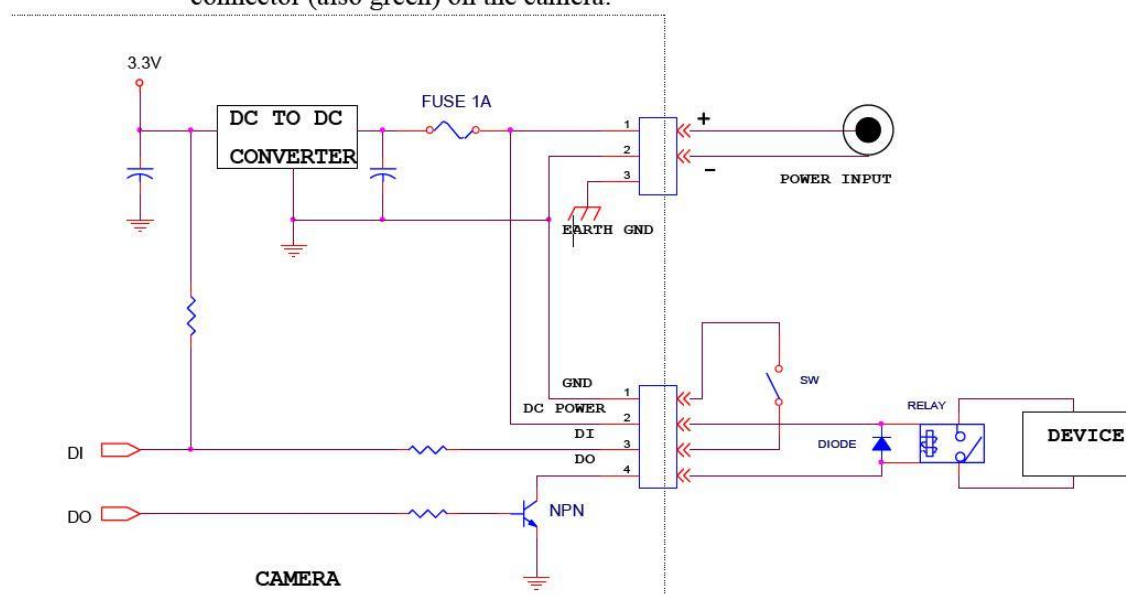 connector (also green) on the camera.
3.3V
FUSE 1A
DC TO DC
CONVERTER
1
2
3
+
-
POWER INPUT
EARTH GND
GND
DC POWER
DI
DO
1
2
3
4
SW
RELAY
DIODE
DEVICE
DI
DO
NPN
CAMERA